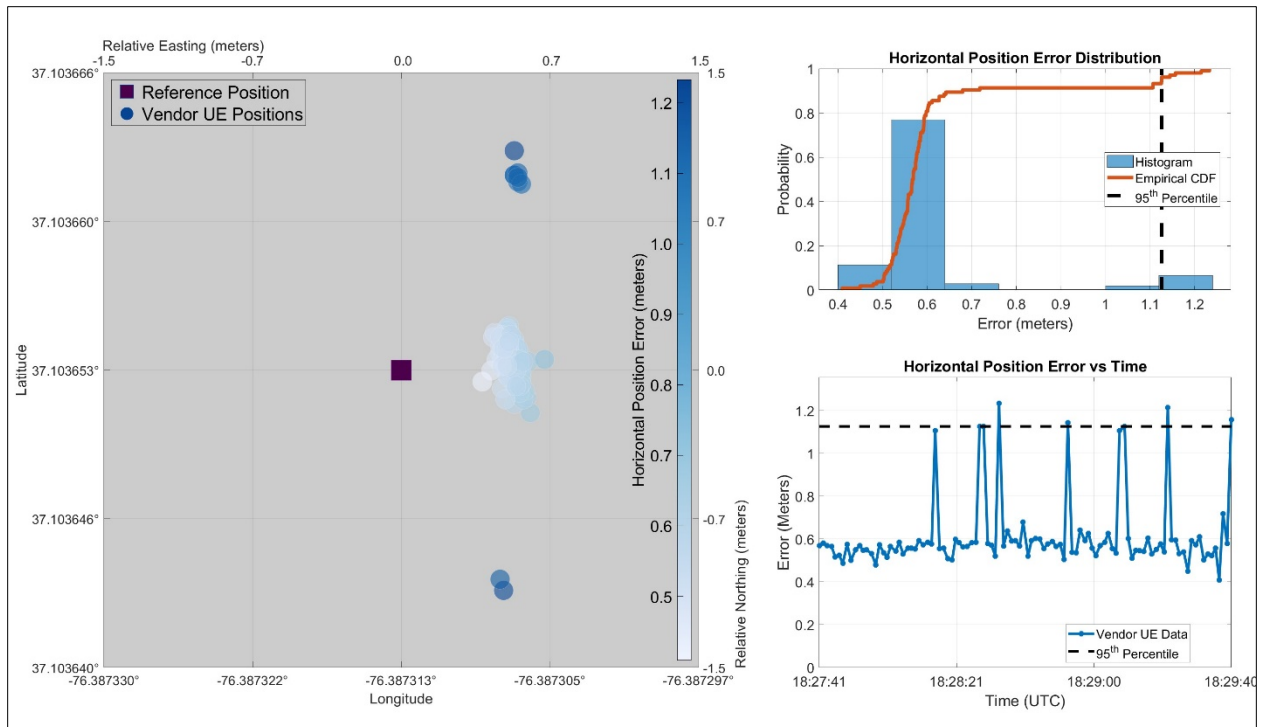 Relative Easting (meters)
-1.5 -0.7 0.0 0.7 1.5
37.103666°
37.103660°
37.103653°
37.103646°
37.103640°
Latitude
Reference Position
Vendor UE Positions
1.2
1.1
1.0
0.9
0.8
0.7
0.6
0.5
Horizontal Position Error (meters)
1.5
0.7
0.0
-0.7
-1.5
Relative Northing (meters)
-76.387330° -76.387322° -76.387313° -76.387305° -76.387297°
Longitude
Horizontal Position Error Distribution
1
0.8
0.6
0.4
0.2
0
Probability
Histogram
Empirical CDF
95th Percentile
0.4 0.5 0.6 0.7 0.8 0.9 1 1.1 1.2
Error (meters)
Horizontal Position Error vs Time
1.2
1
0.8
0.6
0.4
0.2
0
Error (Meters)
Vendor UE Data
95th Percentile
18:27:41 18:28:21 18:29:00 18:29:40
Time (UTC)